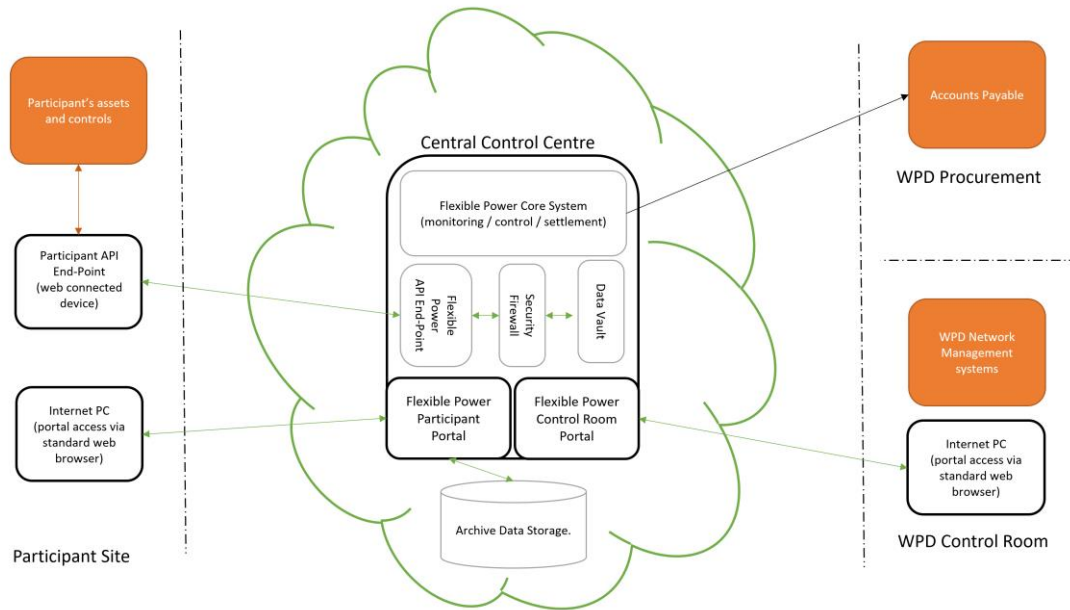 Participant's assets
and controls
Participant API
End-Point
(web connected
device)
Internet PC
(portal access via
standard web
browser)
Participant Site
Central Control Centre
Flexible Power Core System
(monitoring / control / settlement)
Flexible
Power
API End-Point
Security
Firewall
Data Vault
Flexible Power
Participant
Portal
Flexible Power
Control Room
Portal
Archive Data Storage.
Accounts Payable
WPD Procurement
WPD Network
Management
systems
Internet PC
(portal access via
standard web
browser)
WPD Control Room